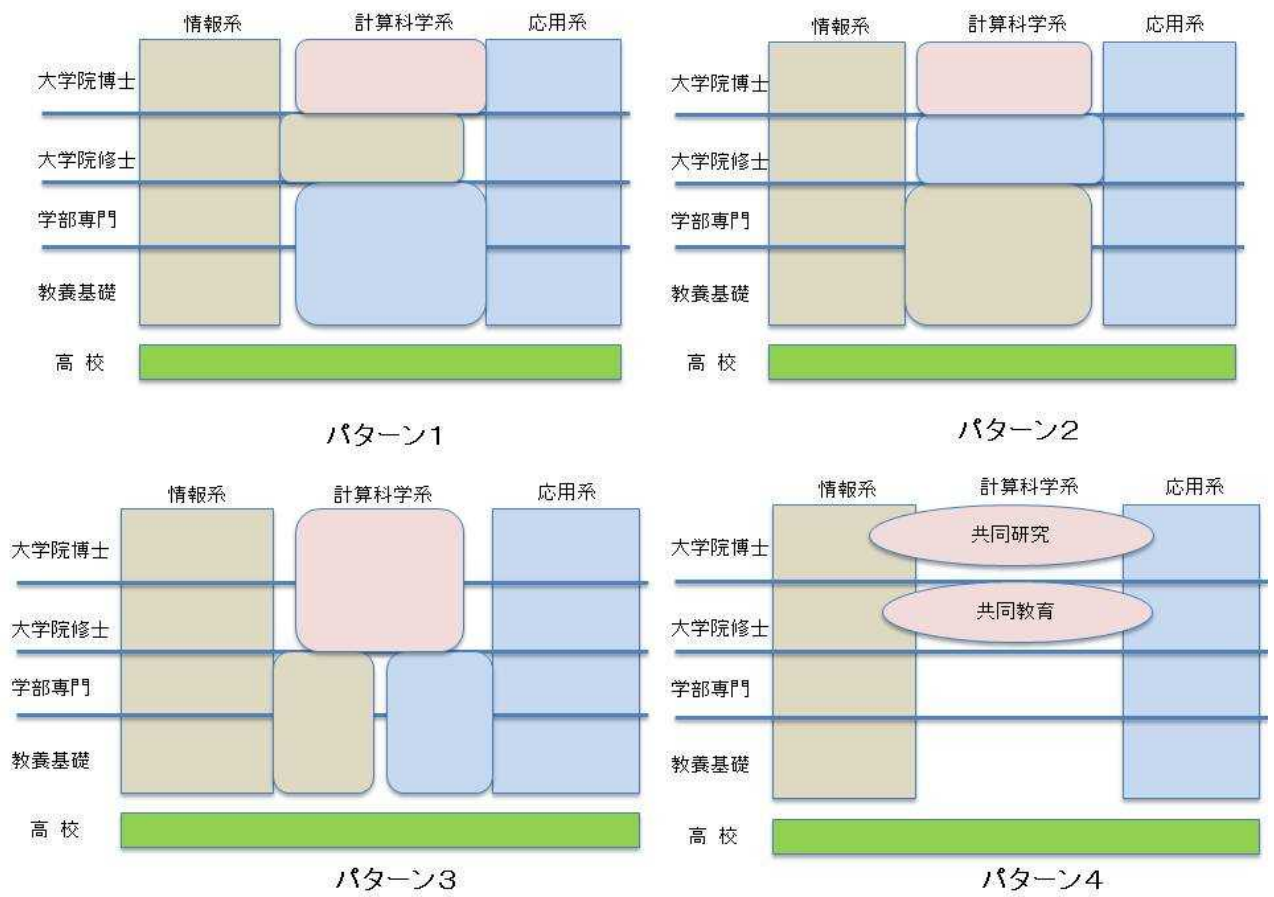 情報系 計算科学系 応用系
大学院博士
大学院修士
学部専門
教養基礎
高 校
パターン1
情報系 計算科学系 応用系
大学院博士
大学院修士
学部専門
教養基礎
高 校
パターン2
情報系 計算科学系 応用系
大学院博士
大学院修士
学部専門
教養基礎
高 校
パターン3
情報系 計算科学系 応用系
共同研究
大学院博士
共同教育
大学院修士
学部専門
教養基礎
高 校
パターン4